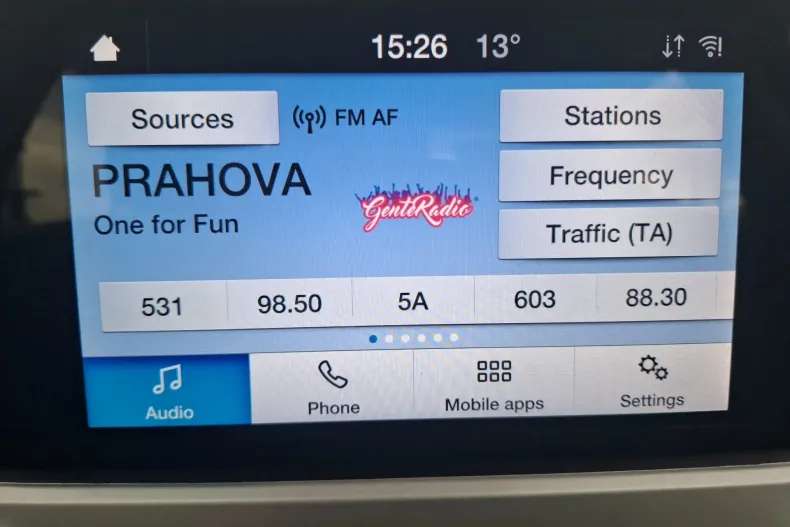 15:26 13°
Sources FM AF Stations
PRAHOVA
Frequency
GenteRadio
One for Fun
Traffic (TA)
531 98.50 5A 603 88.30
Audio Phone Mobile apps Settings